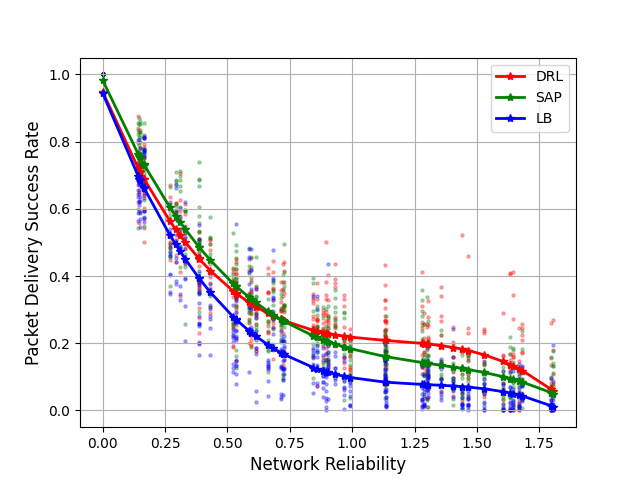 DRL
SAP
LB
1.0
0.8
0.6
0.4
0.2
0.0
Packet Delivery Success Rate
0.00 0.25 0.50 0.75 1.00 1.25 1.50 1.75
Network Reliability